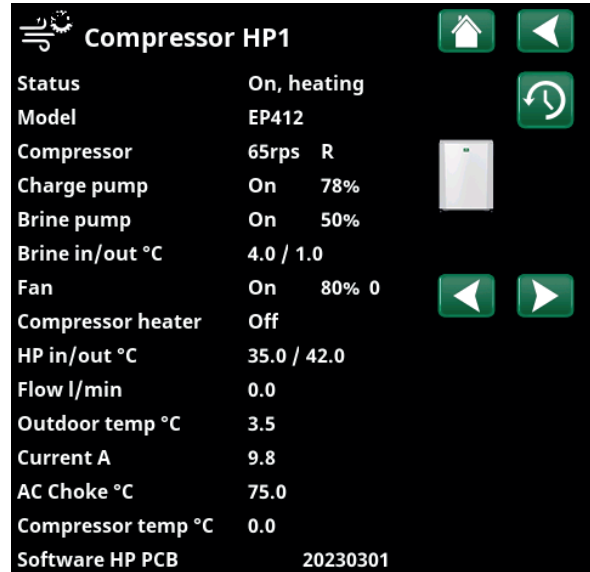 Compressor HP1
Status On, heating
Model EP412
Compressor 65rps R
Charge pump On 78%
Brine pump On 50%
Brine in/out °C 4.0 / 1.0
Fan On 80% 0
Compressor heater Off
HP in/out °C 35.0 / 42.0
Flow l/min 0.0
Outdoor temp °C 3.5
Current A 9.8
AC Choke °C 75.0
Compressor temp °C 0.0
Software HP PCB 20230301